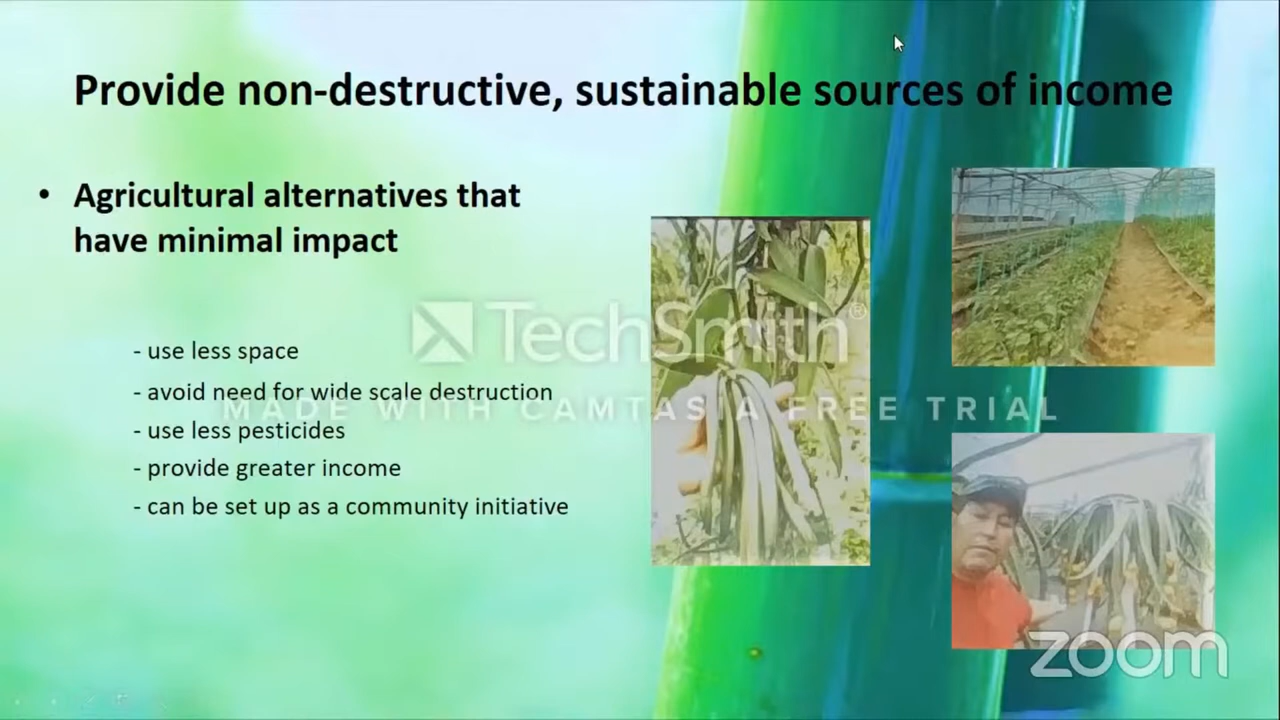 Provide non-destructive, sustainable sources of income
• Agricultural alternatives that
have minimal impact
- use less space
- avoid need for wide scale destruction
- use less pesticides
- provide greater income
- can be set up as a community initiative
TechSmith®
MADE WITH CAMTASIA FREE TRIAL
zoom